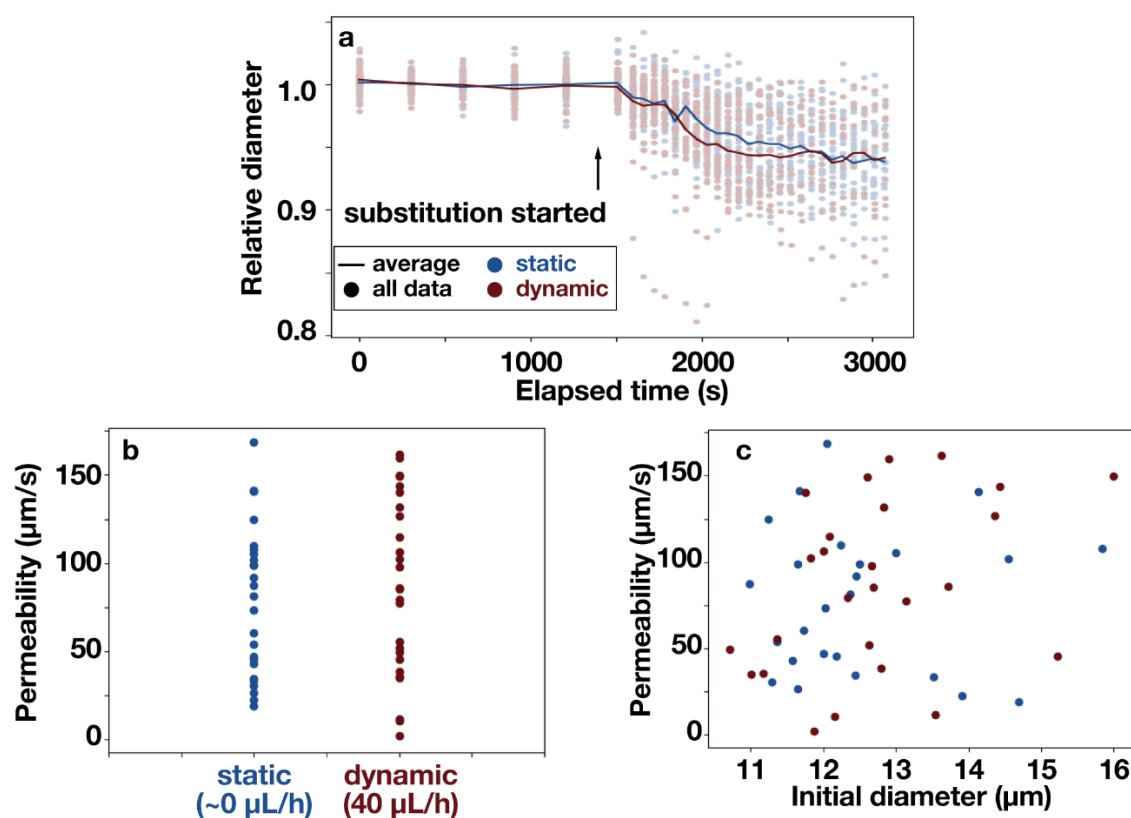 a
Relative diameter
1.0
0.9
0.8
substitution started
average
static
all data
dynamic
0
1000
2000
3000
Elapsed time (s)
b
Permeability (µm/s)
150
100
50
0
static
(~0 µL/h)
dynamic
(40 µL/h)
c
Permeability (µm/s)
150
100
50
0
11 12 13 14 15 16
Initial diameter (µm)